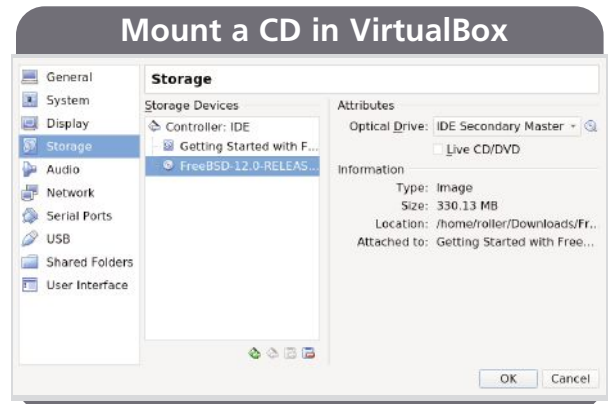 Mount a CD in VirtualBox
General
System
Display
Storage
Audio
Network
Serial Ports
USB
Shared Folders
User Interface
Storage
Storage Devices
Controller: IDE
Getting Started with F...
FreeBSD-12.0-RELEAS...
Attributes
Optical Drive: IDE Secondary Master
Live CD/DVD
Information
Type: Image
Size: 330.13 MB
Location: /home/roller/Downloads/Fr...
Attached to: Getting Started with Free...
OK Cancel